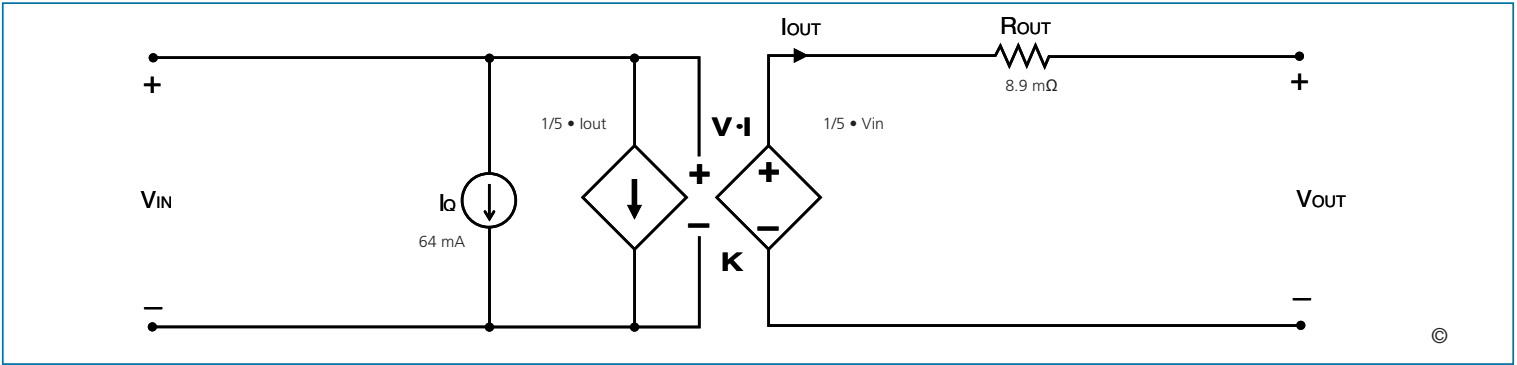 IOUT
ROUT
8.9 mΩ
+
+
1/5 • Iout
V•I
1/5 • Vin
+
+
VIN
IQ
VOUT
64 mA
–
–
K
–
–
©